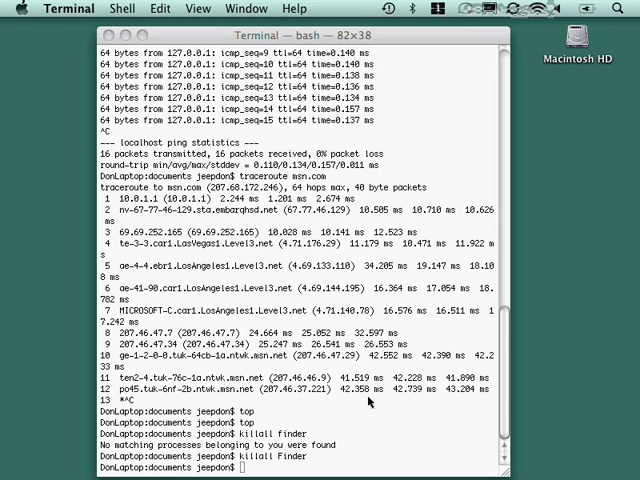 Terminal Shell Edit View Window Help
Terminal — bash — 82×38
Macintosh HD
64 bytes from 127.0.0.1: icmp_seq=9 ttl=64 time=0.140 ms
64 bytes from 127.0.0.1: icmp_seq=10 ttl=64 time=0.140 ms
64 bytes from 127.0.0.1: icmp_seq=11 ttl=64 time=0.138 ms
64 bytes from 127.0.0.1: icmp_seq=12 ttl=64 time=0.136 ms
64 bytes from 127.0.0.1: icmp_seq=13 ttl=64 time=0.134 ms
64 bytes from 127.0.0.1: icmp_seq=14 ttl=64 time=0.157 ms
64 bytes from 127.0.0.1: icmp_seq=15 ttl=64 time=0.137 ms
^C
--- localhost ping statistics ---
16 packets transmitted, 16 packets received, 0% packet loss
round-trip min/avg/max/stddev = 0.110/0.134/0.157/0.011 ms
DonLaptop:documents jeepdon$ traceroute msn.com
traceroute to msn.com (207.68.172.246), 64 hops max, 40 byte packets
1 10.0.1.1 (10.0.1.1) 2.244 ms 1.201 ms 2.674 ms
2 nv-67-77-46-129.sta.embarqhsd.net (67.77.46.129) 10.505 ms 10.710 ms 10.626
ms
3 69.69.252.165 (69.69.252.165) 10.028 ms 10.141 ms 12.523 ms
4 te-3-3.car1.LasVegas1.Level3.net (4.71.176.29) 11.179 ms 10.471 ms 11.922 m
s
5 ae-4-4.ebr1.LosAngeles1.Level3.net (4.69.133.110) 34.205 ms 19.147 ms 18.10
8 ms
6 ae-41-90.car1.LosAngeles1.Level3.net (4.69.144.195) 16.364 ms 17.054 ms 18.
782 ms
7 MICROSOFT-C.car1.LosAngeles1.Level3.net (4.71.140.78) 16.576 ms 16.511 ms 1
7.242 ms
8 207.46.47.7 (207.46.47.7) 24.664 ms 25.052 ms 32.597 ms
9 207.46.47.34 (207.46.47.34) 25.247 ms 26.541 ms 26.553 ms
10 ge-1-2-0-0.tuk-64cb-1a.ntwk.msn.net (207.46.47.29) 42.552 ms 42.390 ms 42.2
33 ms
11 ten2-4.tuk-76c-1a.ntwk.msn.net (207.46.46.9) 41.519 ms 42.228 ms 41.890 ms
12 po45.tuk-6nf-2b.ntwk.msn.net (207.46.37.221) 42.358 ms 42.739 ms 43.204 ms
13 *^C
DonLaptop:documents jeepdon$ top
DonLaptop:documents jeepdon$ top
DonLaptop:documents jeepdon$ killall finder
No matching processes belonging to you were found
DonLaptop:documents jeepdon$ killall Finder
DonLaptop:documents jeepdon$